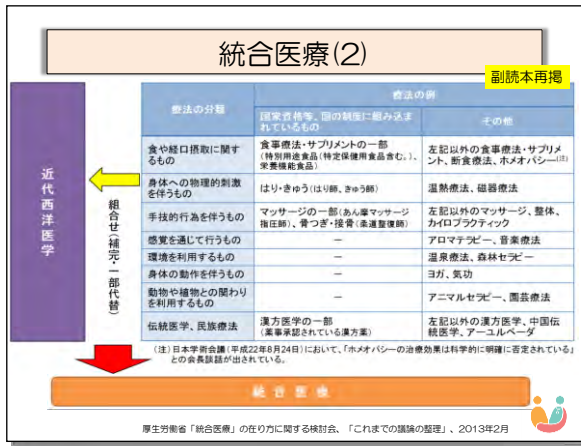 統合医療(2)
副読本再掲
近代西洋医学
組合せ(補完・一部代替)
療法の分類
療法の例
国家資格等、国の制度に組み込まれているもの
その他
食や経口摂取に関するもの
食事療法・サプリメントの一部
(特別用途食品(特定保健用食品含む。)、栄養機能食品)
左記以外の食事療法・サプリメント、断食療法、ホメオパシー(注)
身体への物理的刺激を伴うもの
はり・きゅう(はり師、きゅう師)
温熱療法、磁器療法
手技的行為を伴うもの
マッサージの一部(あん摩マッサージ指圧師)、骨つぎ・接骨(柔道整復師)
左記以外のマッサージ、整体、カイロプラクティック
感覚を通じて行うもの
－
アロマテラピー、音楽療法
環境を利用するもの
－
温泉療法、森林セラピー
身体の動作を伴うもの
－
ヨガ、気功
動物や植物との関わりを利用するもの
－
アニマルセラピー、園芸療法
伝統医学、民族療法
漢方医学の一部
(薬事承認されている漢方薬)
左記以外の漢方医学、中国伝統医学、アーユルベーダ
(注)日本学術会議(平成22年8月24日)において、「ホメオパシーの治療効果は科学的に明確に否定されている」
との会長談話が出されている。
統合医療
厚生労働省「統合医療」の在り方に関する検討会、「これまでの議論の整理」、2013年2月